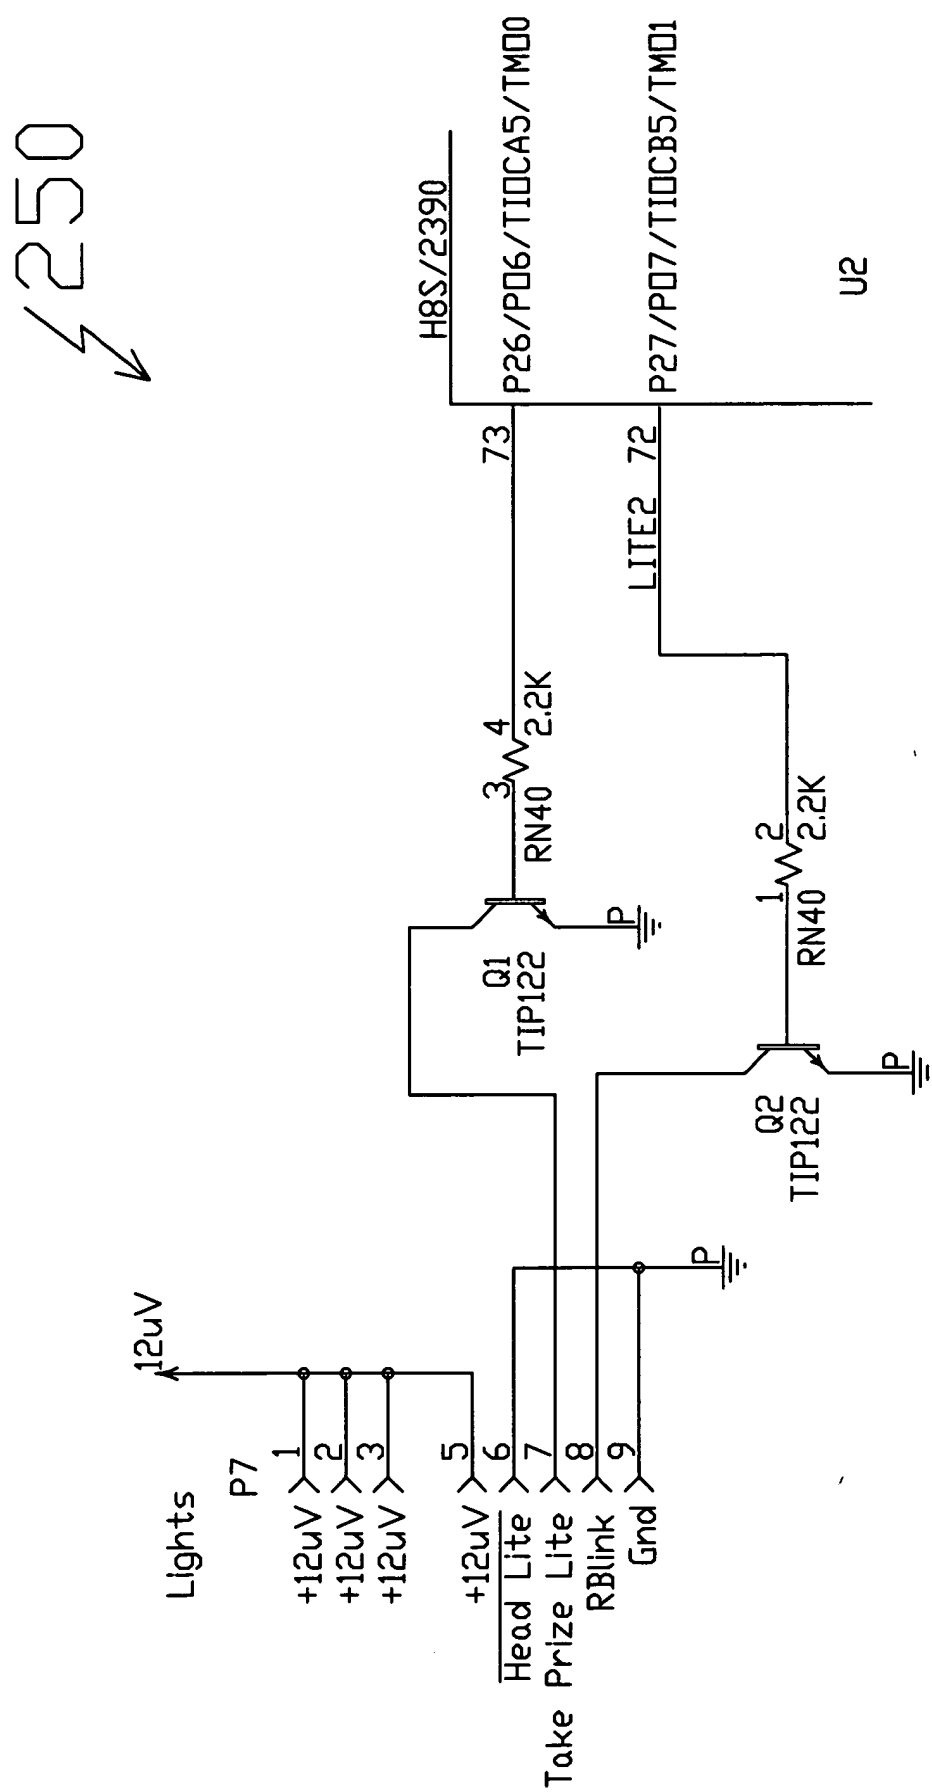 250
Lights
P7
12uV
+12uV 1
+12uV 2
+12uV 3
+12uV 5
Head Lite 6
Take Prize Lite 7
RBlink 8
Gnd 9
P
Q1
TIP122
P
3 4
RN40 2.2K
73
H8S/2390
P26/PO6/TIOCA5/TMO0
Q2
TIP122
P
1 2
RN40 2.2K
LITE2 72
P27/PO7/TIOCB5/TMO1
U2